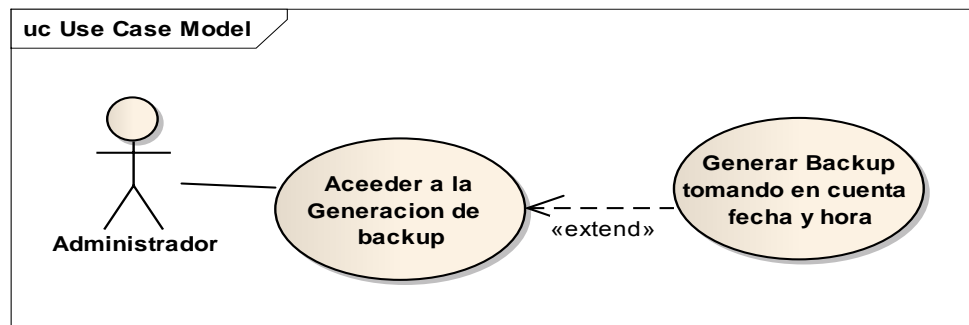 uc Use Case Model
Administrador
Aceeder a la
Generacion de
backup
«extend»
Generar Backup
tomando en cuenta
fecha y hora